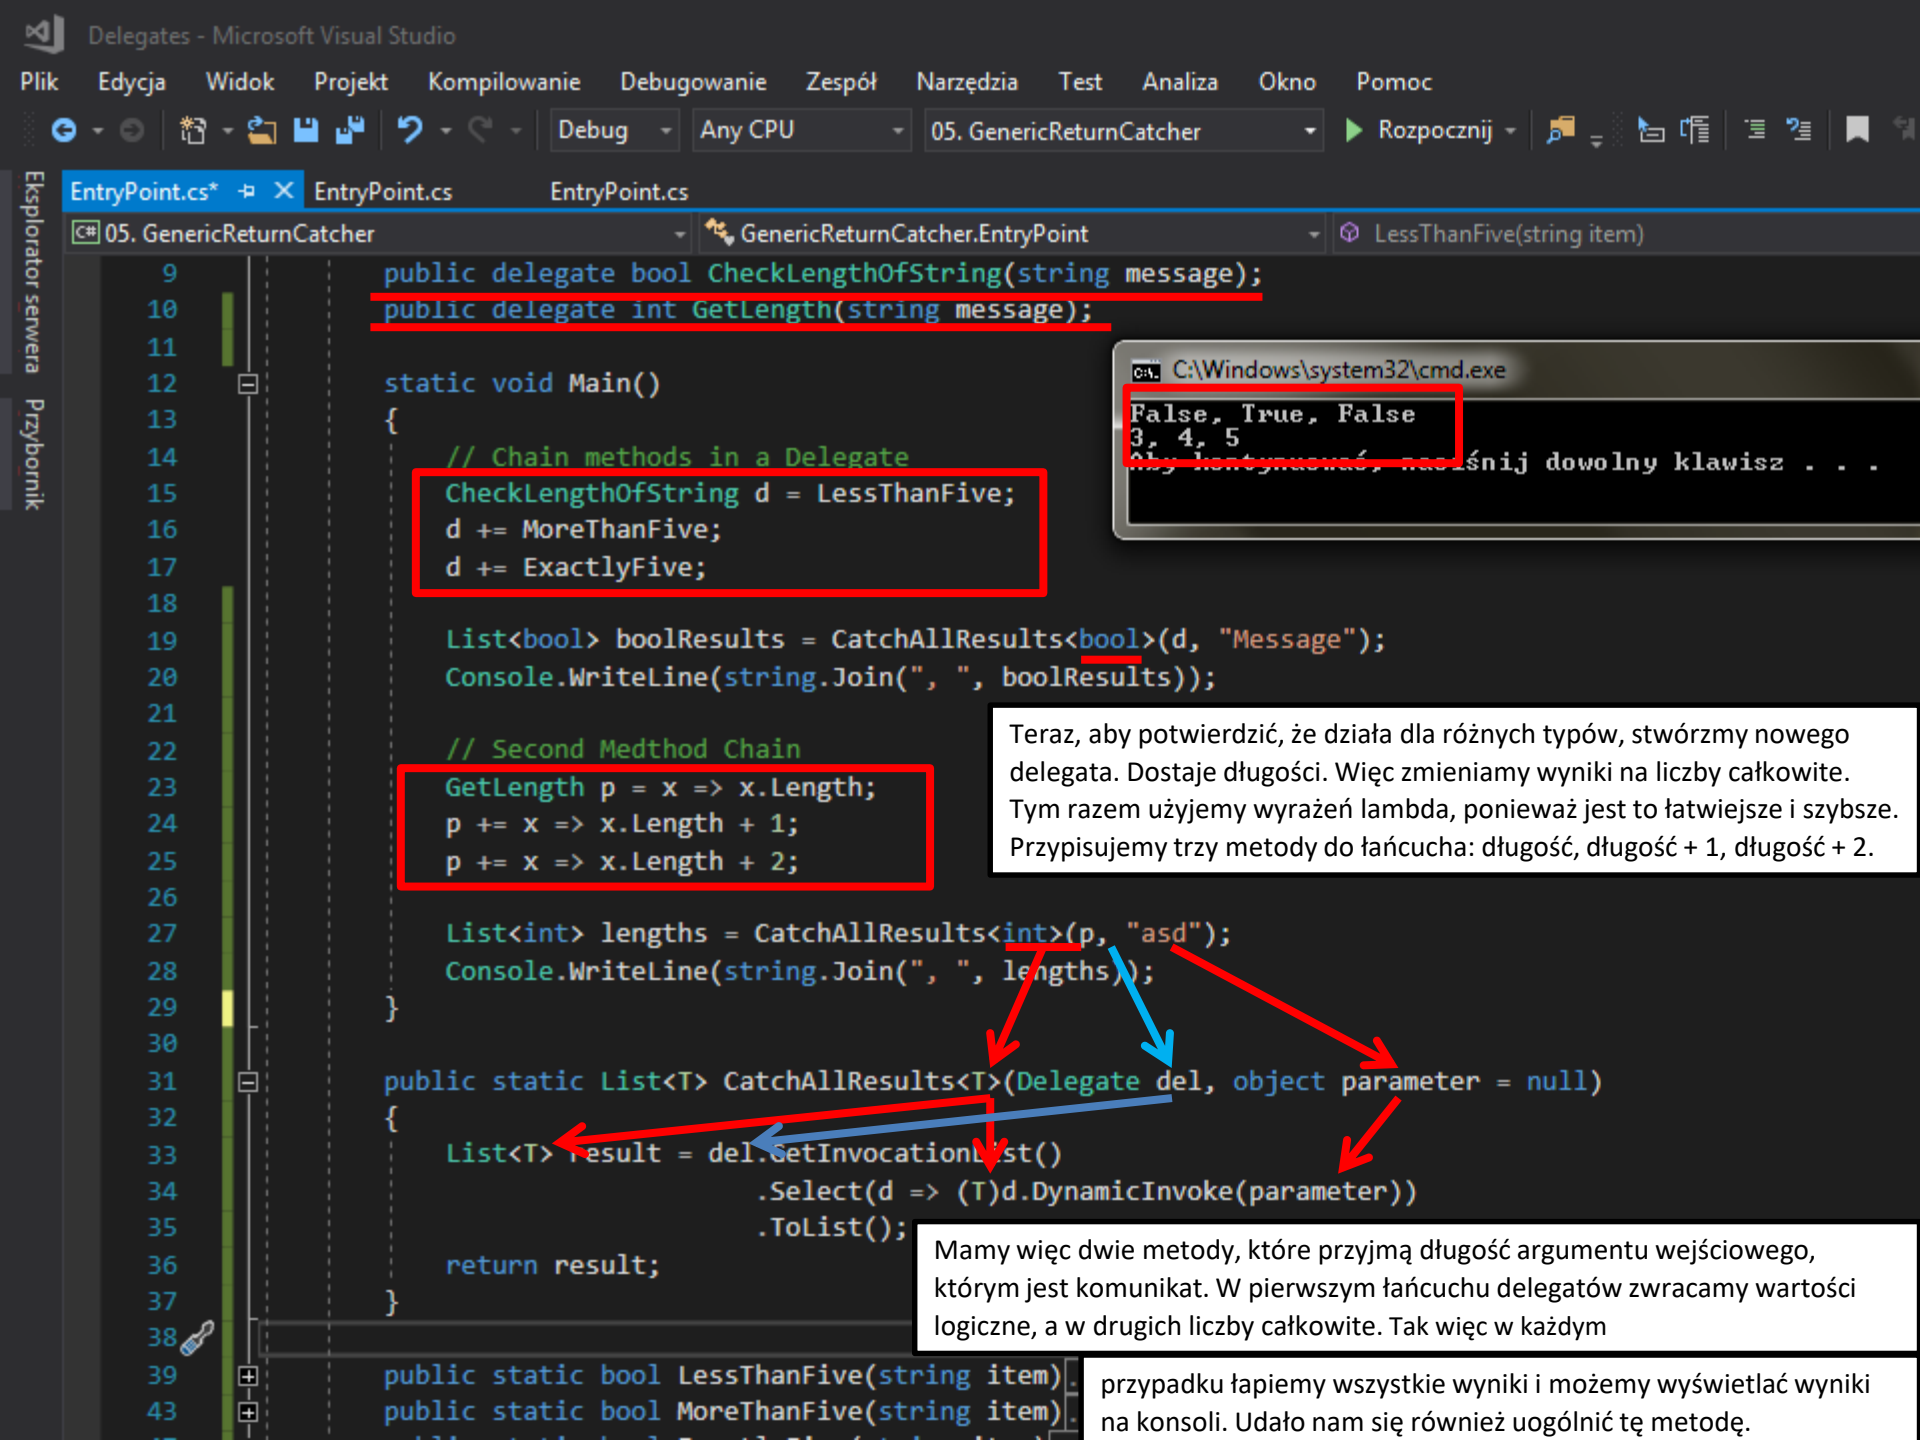 Delegates - Microsoft Visual Studio
Plik Edycja Widok Projekt Kompilowanie Debugowanie Zespół Narzędzia Test Analiza Okno Pomoc
Debug Any CPU 05. GenericReturnCatcher Rozpocznij
Eksplorator serwera
Przybornik
EntryPoint.cs* EntryPoint.cs EntryPoint.cs
C# 05. GenericReturnCatcher GenericReturnCatcher.EntryPoint LessThanFive(string item)
9 public delegate bool CheckLengthOfString(string message);
10 public delegate int GetLength(string message);
11
12 static void Main()
13 {
14 // Chain methods in a Delegate
15 CheckLengthOfString d = LessThanFive;
16 d += MoreThanFive;
17 d += ExactlyFive;
18
19 List<bool> boolResults = CatchAllResults<bool>(d, "Message");
20 Console.WriteLine(string.Join(", ", boolResults));
21
22 // Second Medthod Chain
23 GetLength p = x => x.Length;
24 p += x => x.Length + 1;
25 p += x => x.Length + 2;
26
27 List<int> lengths = CatchAllResults<int>(p, "asd");
28 Console.WriteLine(string.Join(", ", lengths));
29 }
30
31 public static List<T> CatchAllResults<T>(Delegate del, object parameter = null)
32 {
33 List<T> result = del.GetInvocationList()
34 .Select(d => (T)d.DynamicInvoke(parameter))
35 .ToList();
36 return result;
37 }
38
39 public static bool LessThanFive(string item)
43 public static bool MoreThanFive(string item)
C:\Windows\system32\cmd.exe
False, True, False
3, 4, 5
Aby kontynuować, naciśnij dowolny klawisz . . .
Teraz, aby potwierdzić, że działa dla różnych typów, stwórzmy nowego
delegata. Dostaje długości. Więc zmieniamy wyniki na liczby całkowite.
Tym razem użyjemy wyrażeń lambda, ponieważ jest to łatwiejsze i szybsze.
Przypisujemy trzy metody do łańcucha: długość, długość + 1, długość + 2.
Mamy więc dwie metody, które przyjmą długość argumentu wejściowego,
którym jest komunikat. W pierwszym łańcuchu delegatów zwracamy wartości
logiczne, a w drugich liczby całkowite. Tak więc w każdym
przypadku łapiemy wszystkie wyniki i możemy wyświetlać wyniki
na konsoli. Udało nam się również uogólnić tę metodę.